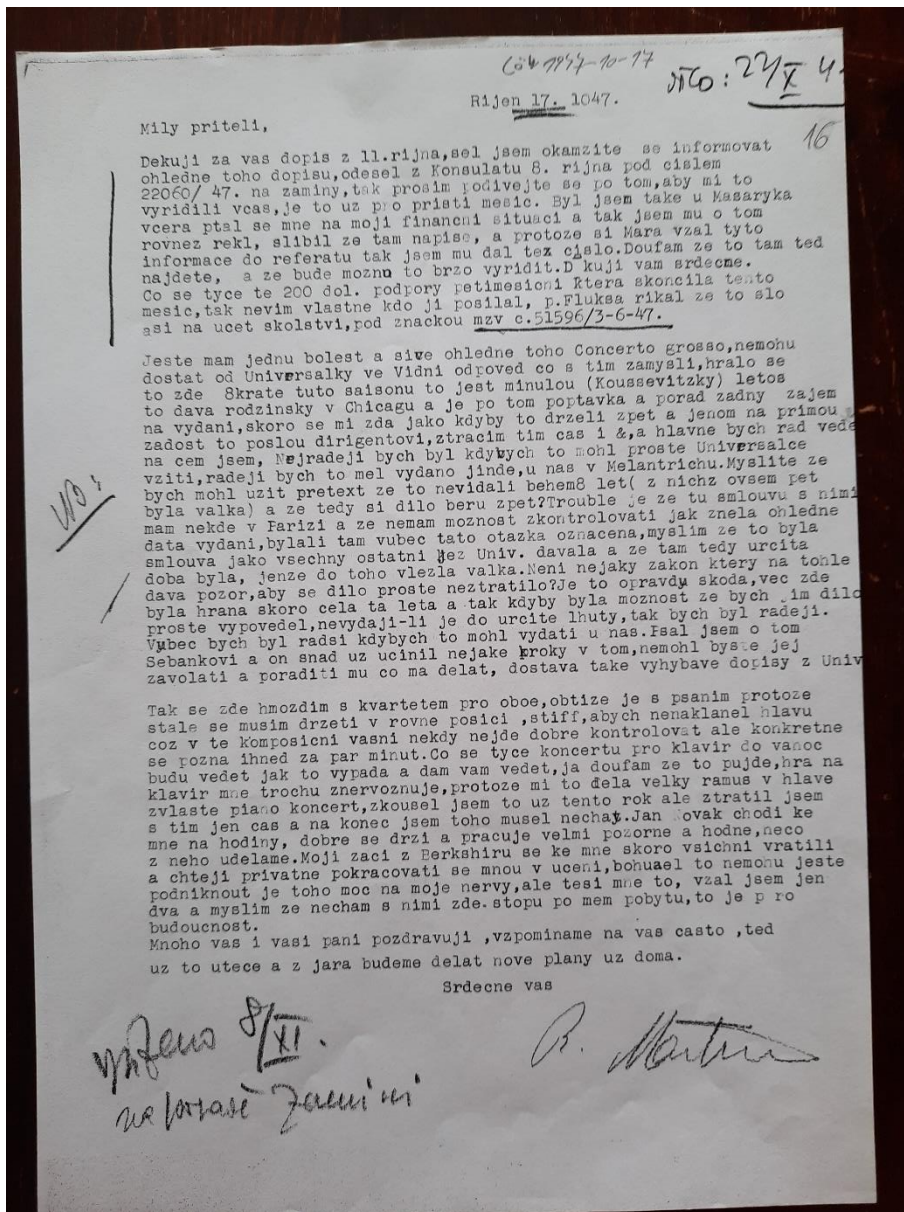 1947-10-17
22/X 4
Rijen 17. 1047.
16
Mily priteli,
Dekuji za vas dopis z 11.rijna,sel jsem okamzite se informovat
ohledne toho dopisu,odesel z Konsulatu 8. rijna pod cislem
22060/ 47. na zaminy,tak prosim podivejte se po tom,aby mi to
vyridili vcas,je to uz pro pristi mesic. Byl jsem take u Masaryka
vcera ptal se mne na moji financni situaci a tak jsem mu o tom
rovnez rekl, slibil ze tam napise, a protoze si Mara vzal tyto
informace do referatu tak jsem mu dal tez cislo.Doufam ze to tam ted
najdete, a ze bude moznu to brzo vyridit.D kuji vam srdecne.
Co se tyce te 200 dol. podpory petimesicni ktera skoncila tento
mesic,tak nevim vlastne kdo ji posilal, p.Fluksa rikal ze to slo
asi na ucet skolstvi,pod znackou mzv c.51596/3-6-47.
Jeste mam jednu bolest a sive ohledne toho Concerto grosso,nemohu
dostat od Universalky ve Vidni odpoved co s tim zamysli,hralo se
to zde 8krate tuto saisonu to jest minulou (Koussevitzky) letos
to dava rodzinsky v Chicagu a je po tom poptavka a porad zadny zajem
na vydani,skoro se mi zda jako kdyby to drzeli zpet a jenom na primou
zadost to poslou dirigentovi,ztracim tim cas i &,a hlavne bych rad vede
na cem jsem, Nejradeji bych byl kdybych to mohl proste Universalce
vziti,radeji bych to mel vydano jinde,u nas v Melantrichu.Myslite ze
bych mohl uzit pretext ze to nevidali behem8 let( z nichz ovsem pet
byla valka) a ze tedy si dilo beru zpet?Trouble je ze tu smlouvu s nimi
mam nekde v Parizi a ze nemam moznost zkontrolovati jak znela ohledne
data vydani,bylali tam vubec tato otazka oznacena,myslim ze to byla
smlouva jako vsechny ostatni jez Univ. davala a ze tam tedy urcita
doba byla, jenze do toho vlezla valka.Neni nejaky zakon ktery na tohle
dava pozor,aby se dilo proste neztratilo?Je to opravdu skoda,vec zde
byla hrana skoro cela ta leta a tak kdyby byla moznost ze bych jim dilo
proste vypovedel,nevydaji-li je do urcite lhuty,tak bych byl radeji.
Vubec bych byl radsi kdybych to mohl vydati u nas.Psal jsem o tom
Sebankovi a on snad uz ucinil nejake kroky v tom,nemohl byste jej
zavolati a poraditi mu co ma delat, dostava take vyhybave dopisy z Univ
NB:
Tak se zde hmozdim s kvartetem pro oboe,obtize je s psanim protoze
stale se musim drzeti v rovne posici ,stiff,abych nenaklanel hlavu
coz v te komposicni vasni nekdy nejde dobre kontrolovat ale konkretne
se pozna ihned za par minut.Co se tyce koncertu pro klavir do vanoc
budu vedet jak to vypada a dam vam vedet,ja doufam ze to pujde,hra na
klavir mne trochu znervoznuje,protoze mi to dela velky ramus v hlave
zvlaste piano koncert,zkousel jsem to uz tento rok ale ztratil jsem
s tim jen cas a na konec jsem toho musel nechat.Jan Novak chodi ke
mne na hodiny, dobre se drzi a pracuje velmi pozorne a hodne,neco
z neho udelame.Moji zaci z Berkshiru se ke mne skoro vsichni vratili
a chteji privatne pokracovati se mnou v uceni,bohuael to nemohu jeste
podniknout je toho moc na moje nervy,ale tesi mne to, vzal jsem jen
dva a myslim ze necham s nimi zde.stopu po mem pobytu,to je p ro
budoucnost.
Mnoho vas i vasi pani pozdravuji ,vzpominame na vas casto ,ted
uz to utece a z jara budeme delat nove plany uz doma.
Srdecne vas
8/XI.